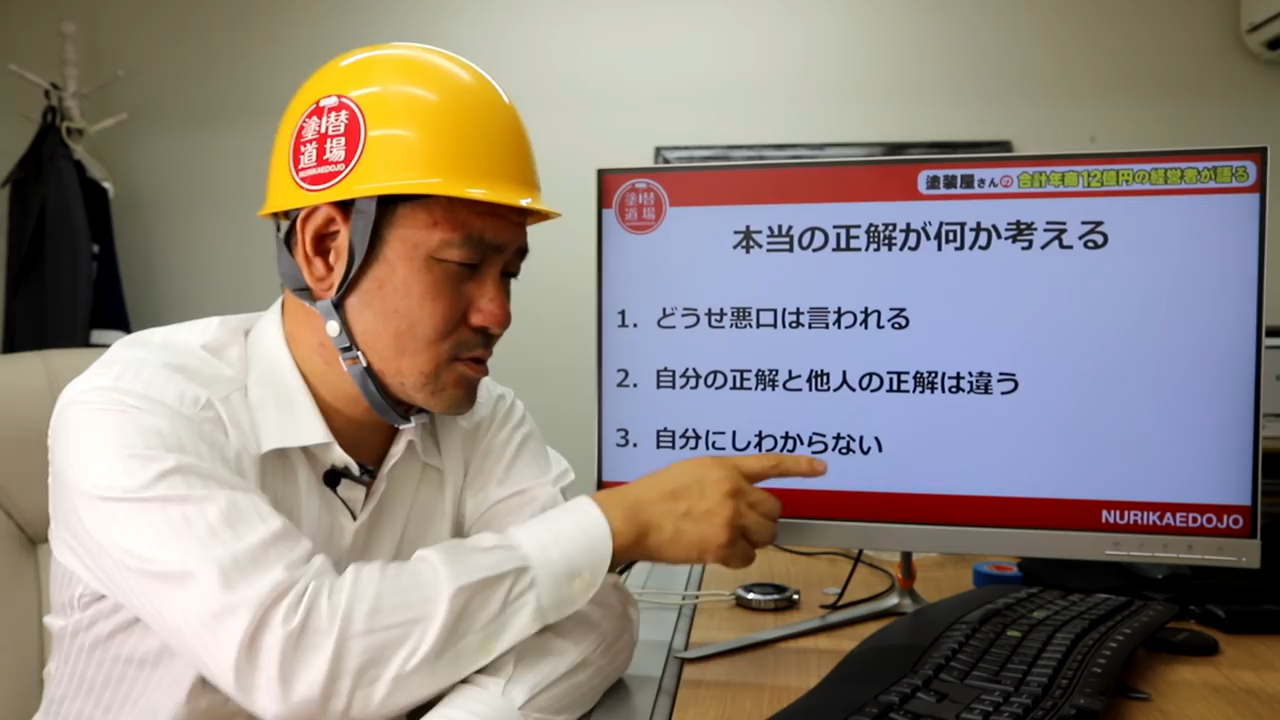 塗替
道場
NURIKAEDOJO
塗替
道場
塗装屋さんの 合計年商12億円の経営者が語る
本当の正解が何か考える
1. どうせ悪口は言われる
2. 自分の正解と他人の正解は違う
3. 自分にしわからない
NURIKAEDOJO